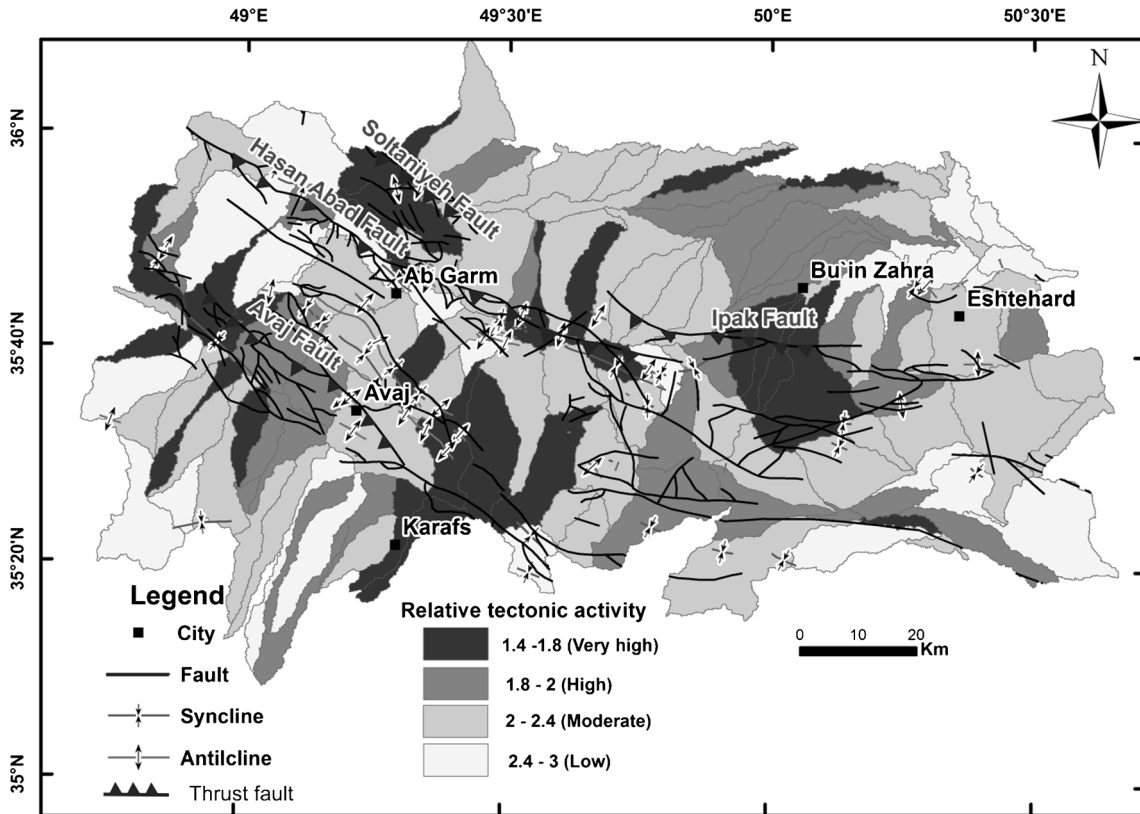 49°E
49°30'E
50°E
50°30'E
N
36°N
35°40'N
35°20'N
35°N
Soltaniyeh Fault
Hasan Abad Fault
Ab Garm
Bu`in Zahra
Eshtehard
Ipak Fault
Avaj Fault
Avaj
Karafs
Legend
City
Fault
Syncline
Antilcline
Thrust fault
Relative tectonic activity
1.4 -1.8 (Very high)
1.8 - 2 (High)
2 - 2.4 (Moderate)
2.4 - 3 (Low)
0 10 20
Km